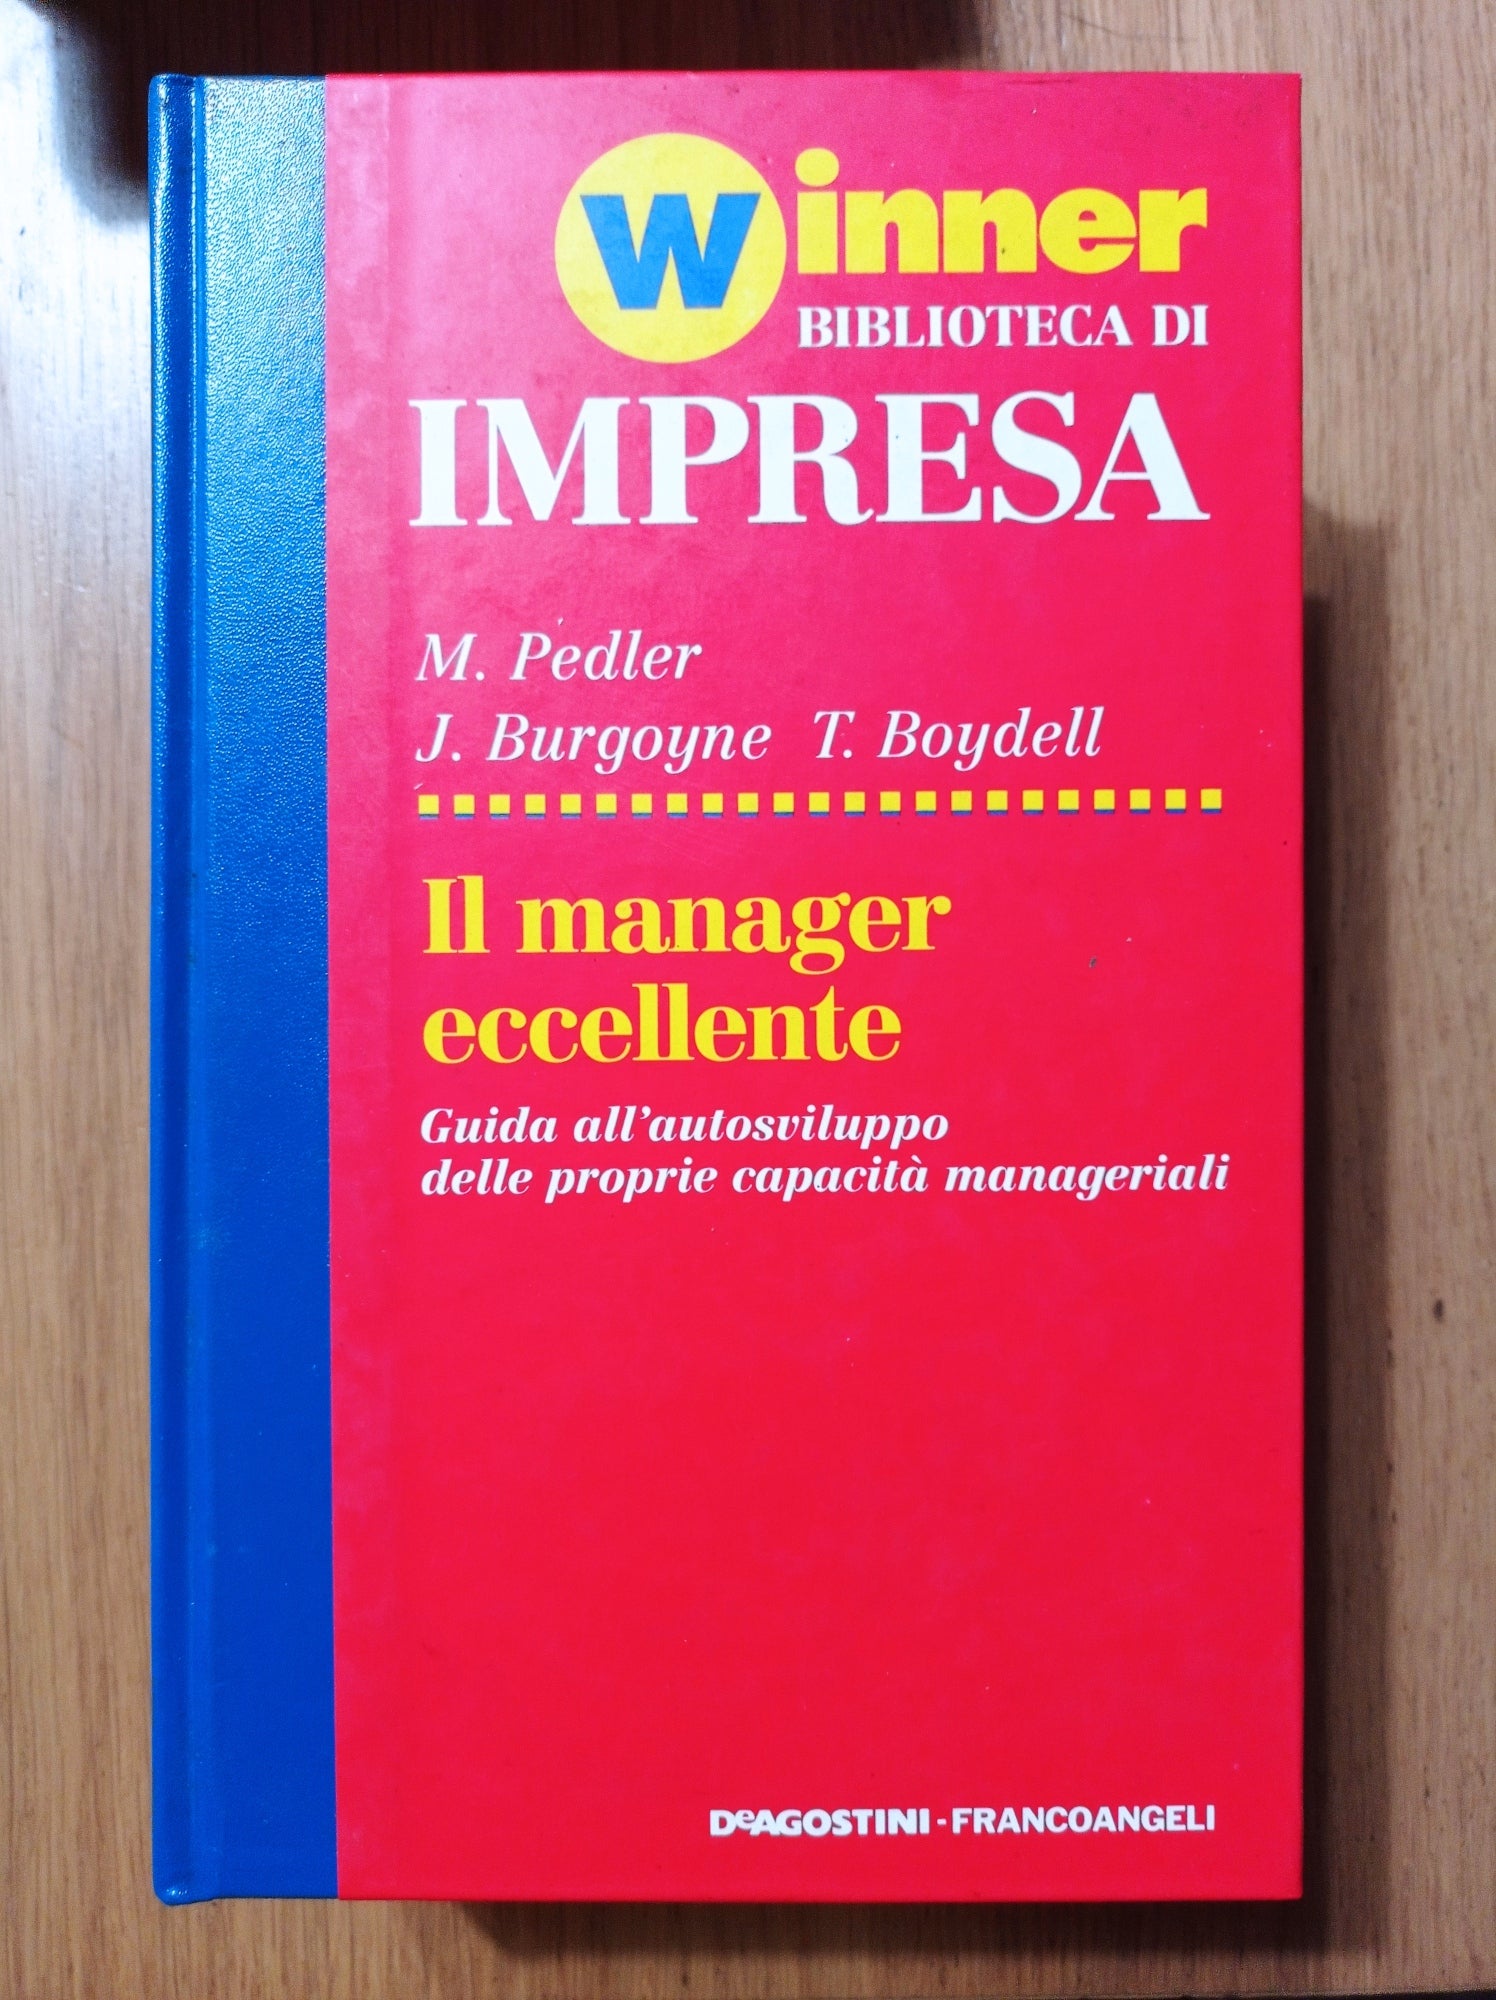 Winner
BIBLIOTECA DI
IMPRESA
M. Pedler
J. Burgoyne T. Boydell
Il manager
eccellente
Guida all'autosviluppo
delle proprie capacità manageriali
DeAGOSTINI-FRANCOANGELI